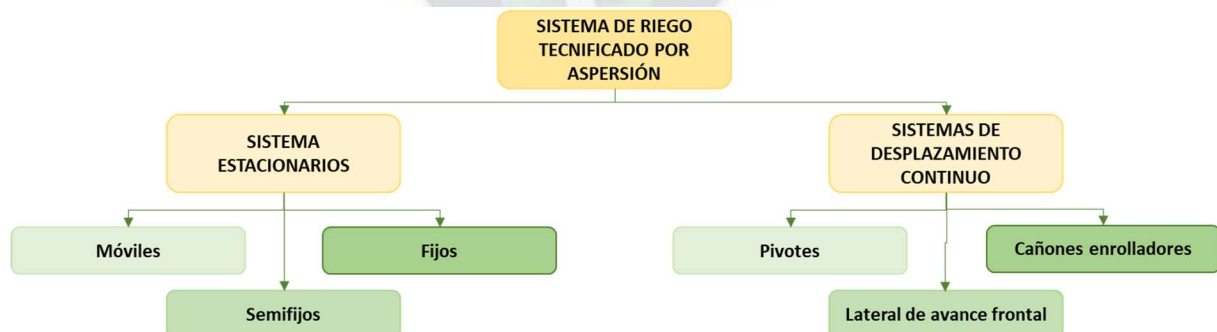 SISTEMA DE RIEGO
TECNIFICADO POR
ASPERSIÓN
SISTEMA
ESTACIONARIOS
SISTEMAS DE
DESPLAZAMIENTO
CONTINUO
Móviles
Fijos
Semifijos
Pivotes
Cañones enrolladores
Lateral de avance frontal